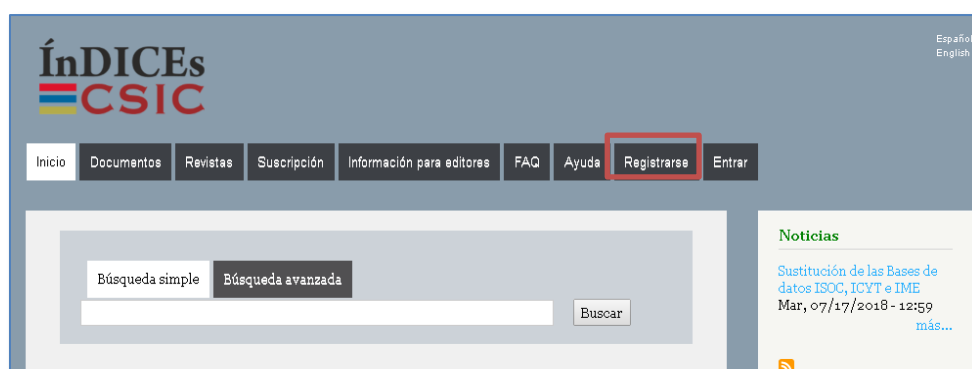 Español
English
ÍnDICEs
CSIC
Inicio Documentos Revistas Suscripción Información para editores FAQ Ayuda Registrarse Entrar
Búsqueda simple Búsqueda avanzada
Buscar
Noticias
Sustitución de las Bases de
datos ISOC, ICYT e IME
Mar, 07/17/2018 - 12:59
más...